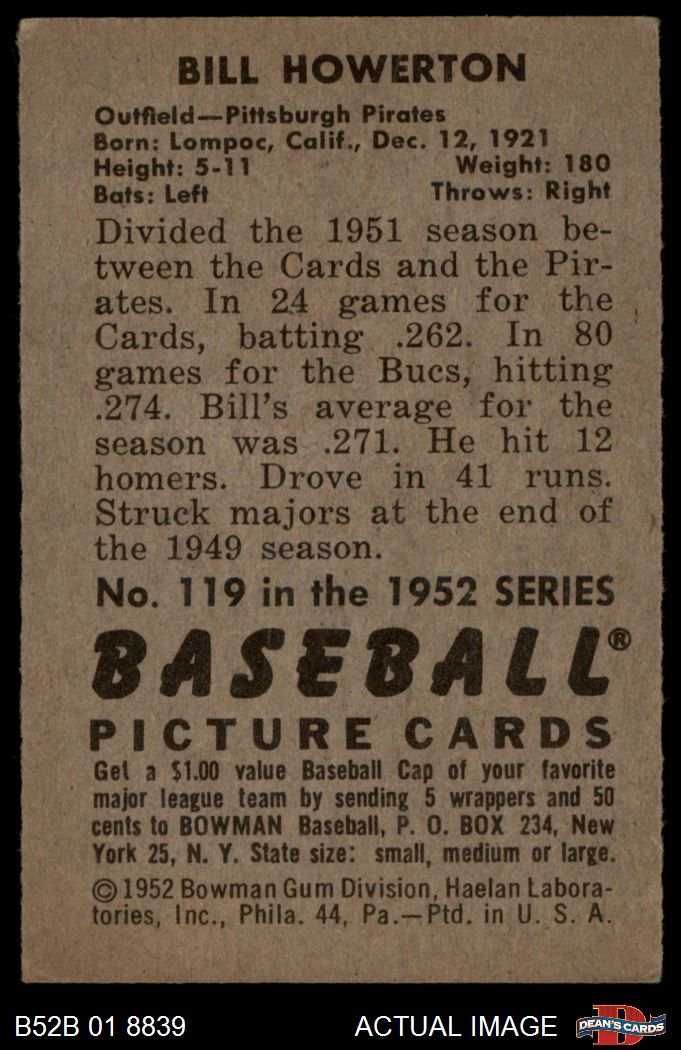 BILL HOWERTON
Outfield—Pittsburgh Pirates
Born: Lompoc, Calif., Dec. 12, 1921
Height: 5-11 Weight: 180
Bats: Left Throws: Right
Divided the 1951 season be-
tween the Cards and the Pir-
ates. In 24 games for the
Cards, batting .262. In 80
games for the Bucs, hitting
.274. Bill's average for the
season was .271. He hit 12
homers. Drove in 41 runs.
Struck majors at the end of
the 1949 season.
No. 119 in the 1952 SERIES
BASEBALL®
PICTURE CARDS
Get a $1.00 value Baseball Cap of your favorite
major league team by sending 5 wrappers and 50
cents to BOWMAN Baseball, P. O. BOX 234, New
York 25, N. Y. State size: small, medium or large.
©1952 Bowman Gum Division, Haelan Labora-
tories, Inc., Phila. 44, Pa.—Ptd. in U. S. A.
B52B 01 8839 ACTUAL IMAGE D DEAN'S CARDS